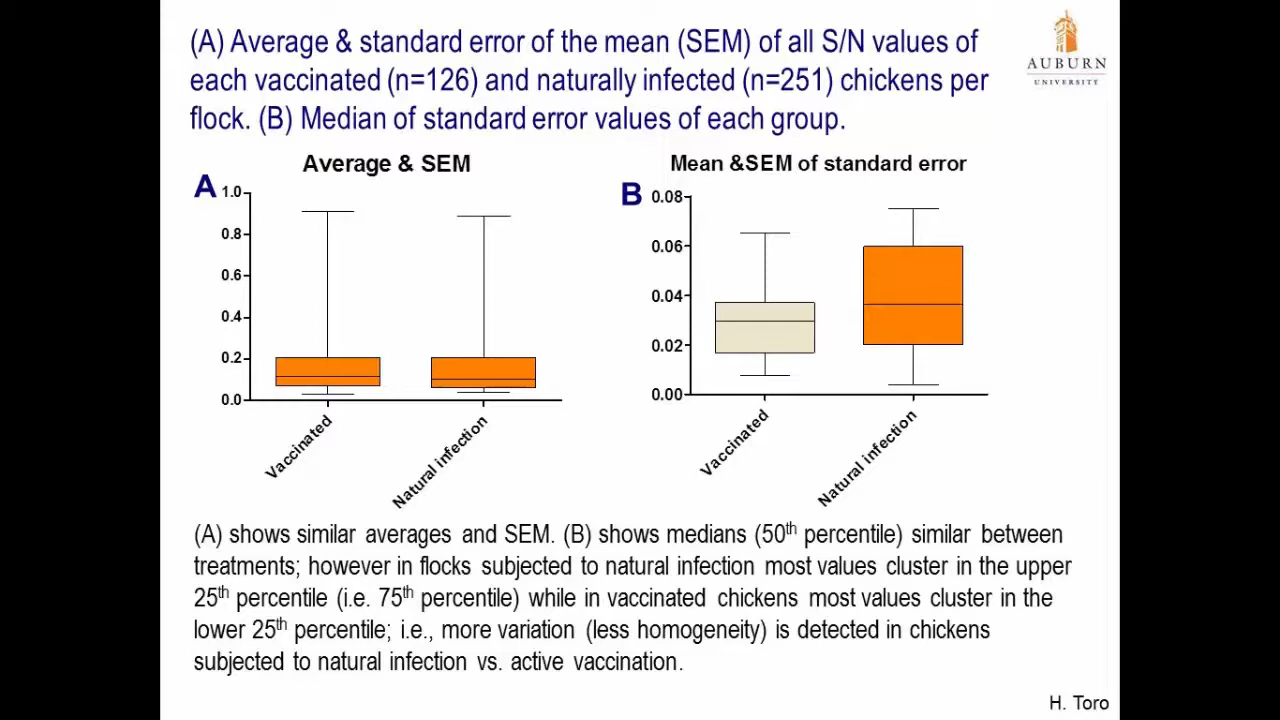 (A) Average & standard error of the mean (SEM) of all S/N values of
each vaccinated (n=126) and naturally infected (n=251) chickens per
flock. (B) Median of standard error values of each group.
AUBURN
UNIVERSITY
Average & SEM
A
1.0
0.8
0.6
0.4
0.2
0.0
Vaccinated
Natural infection
Mean &SEM of standard error
B
0.08
0.06
0.04
0.02
0.00
Vaccinated
Natural infection
(A) shows similar averages and SEM. (B) shows medians (50th percentile) similar between
treatments; however in flocks subjected to natural infection most values cluster in the upper
25th percentile (i.e. 75th percentile) while in vaccinated chickens most values cluster in the
lower 25th percentile; i.e., more variation (less homogeneity) is detected in chickens
subjected to natural infection vs. active vaccination.
H. Toro